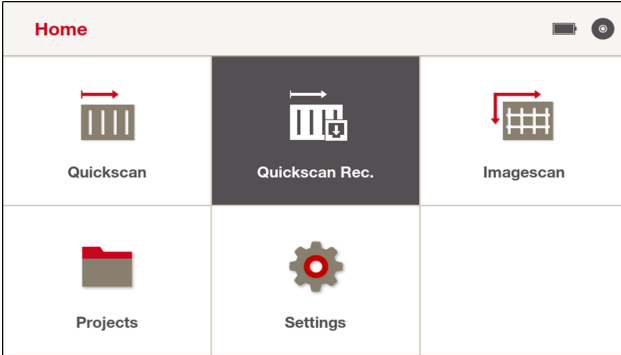 Home
Quickscan
Quickscan Rec.
Imagescan
Projects
Settings